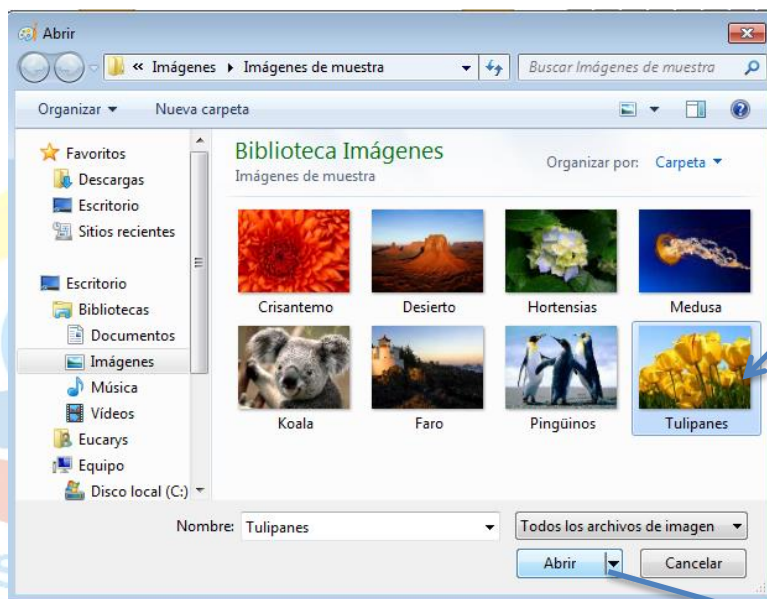 Abrir
« Imágenes ▸ Imágenes de muestra
Buscar Imágenes de muestra
Organizar
Nueva carpeta
Favoritos
Descargas
Escritorio
Sitios recientes
Escritorio
Bibliotecas
Documentos
Imágenes
Música
Vídeos
Eucarys
Equipo
Disco local (C:)
Biblioteca Imágenes
Imágenes de muestra
Organizar por: Carpeta
Crisantemo
Desierto
Hortensias
Medusa
Koala
Faro
Pingüinos
Tulipanes
Nombre: Tulipanes
Todos los archivos de imagen
Abrir
Cancelar